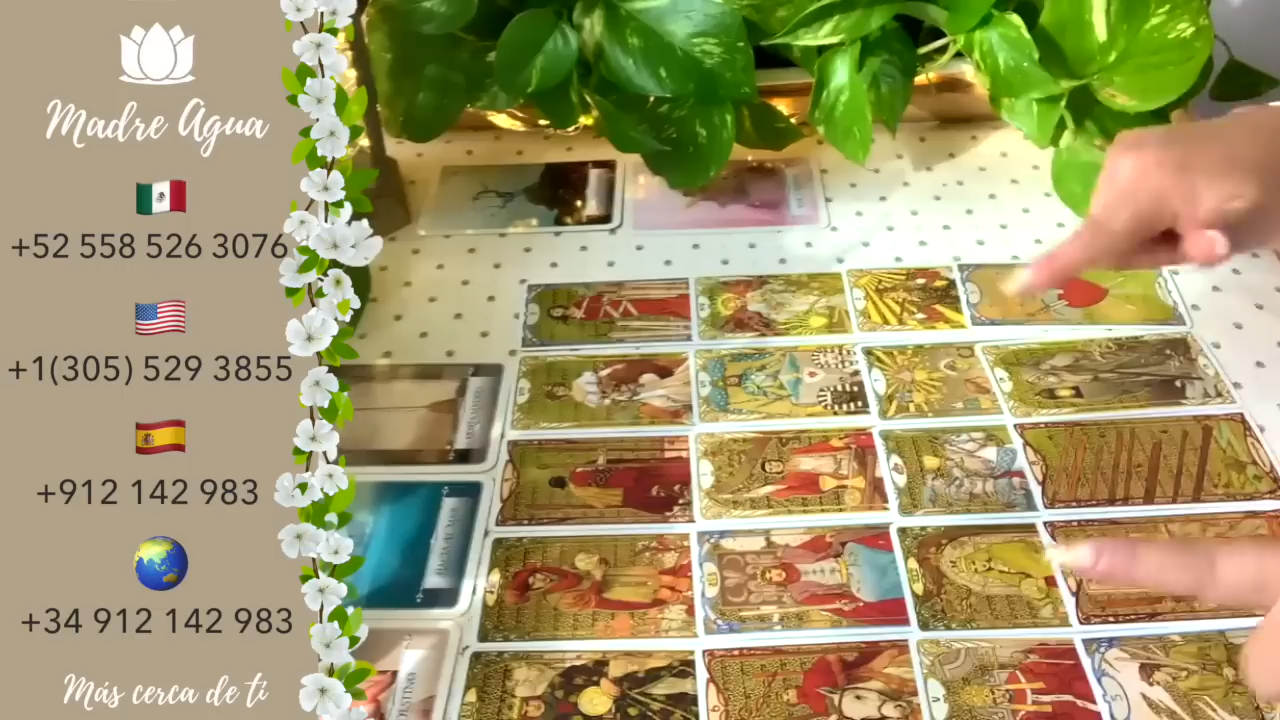 Madre Agua
+52 558 526 3076
+1(305) 529 3855
+912 142 983
+34 912 142 983
Más cerca de ti
DESTINO